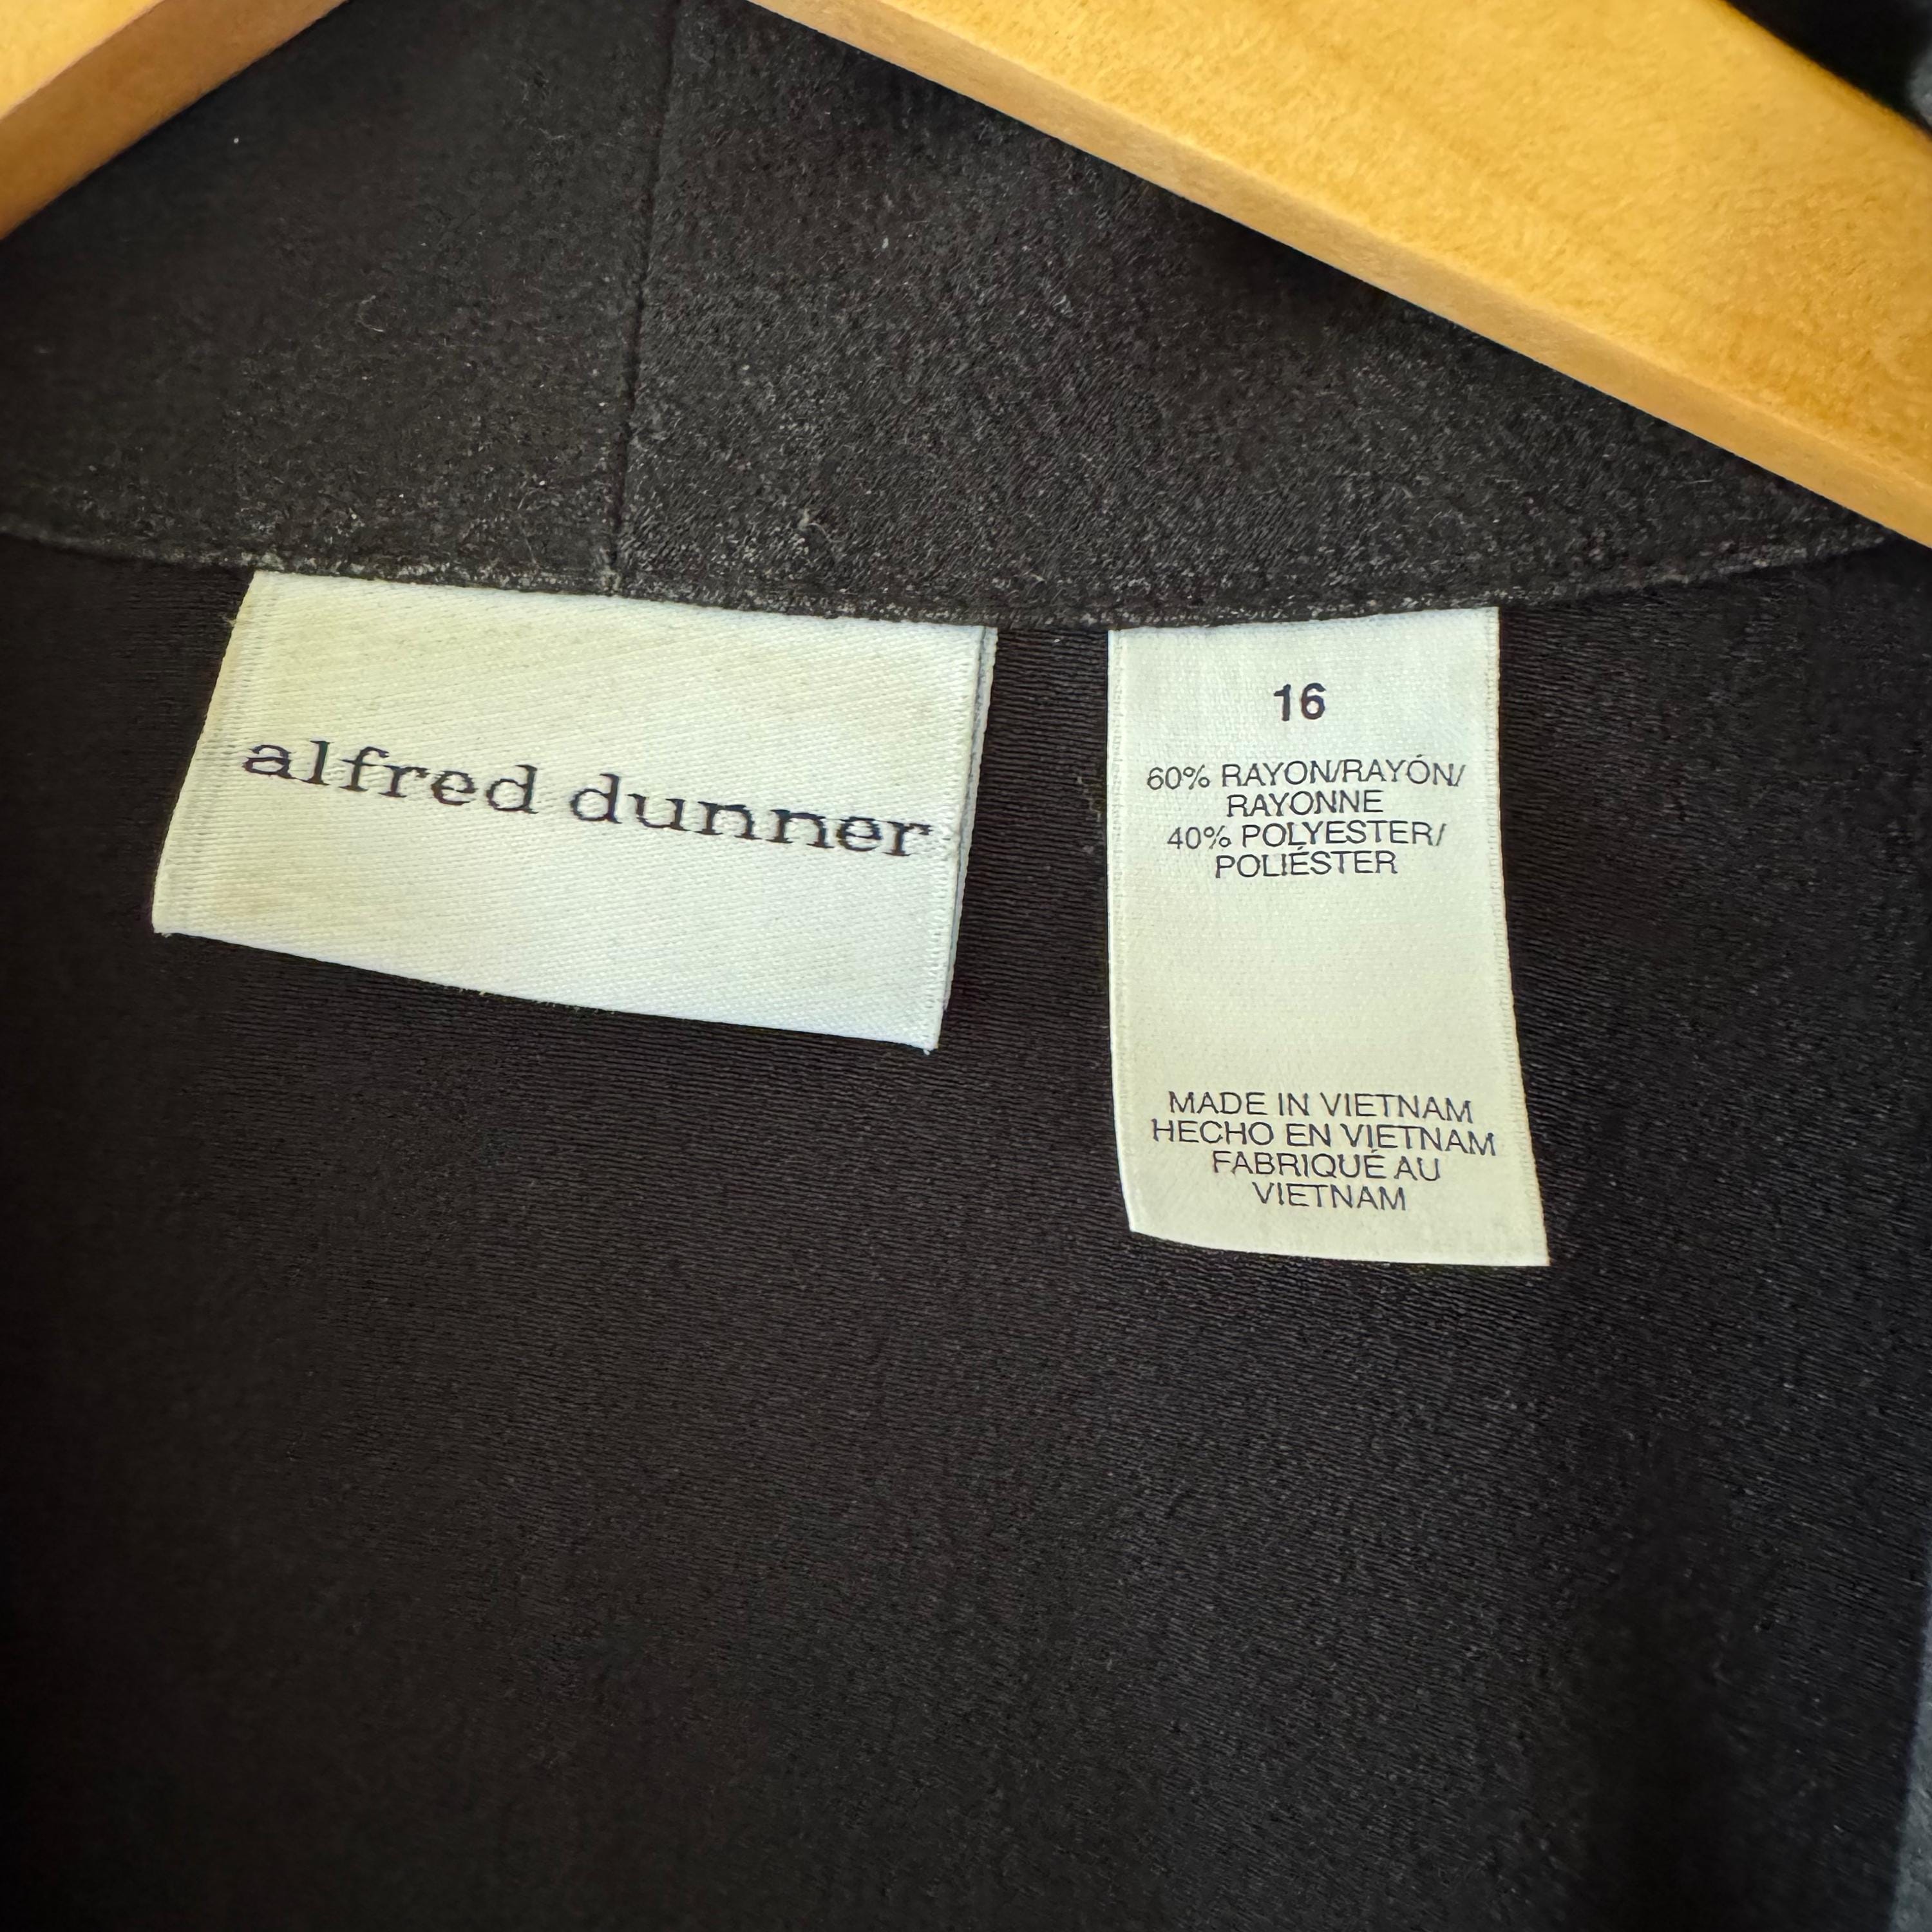 alfred dunner
16
60% RAYON/RAYÓN/
RAYONNE
40% POLYESTER/
POLIÉSTER
MADE IN VIETNAM
HECHO EN VIETNAM
FABRIQUÉ AU
VIETNAM